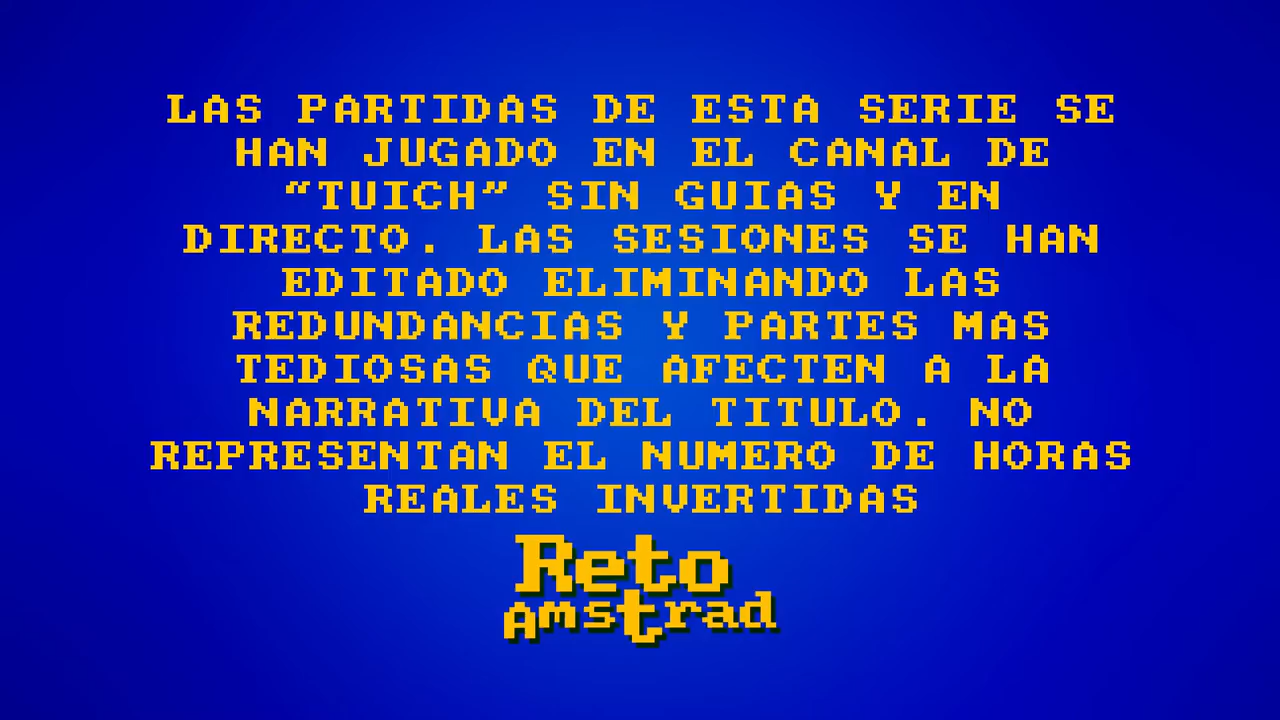 LAS PARTIDAS DE ESTA SERIE SE
HAN JUGADO EN EL CANAL DE
“TUICH” SIN GUIAS Y EN
DIRECTO. LAS SESIONES SE HAN
EDITADO ELIMINANDO LAS
REDUNDANCIAS Y PARTES MAS
TEDIOSAS QUE AFECTEN A LA
NARRATIVA DEL TITULO. NO
REPRESENTAN EL NUMERO DE HORAS
REALES INVERTIDAS
Reto
Amstrad